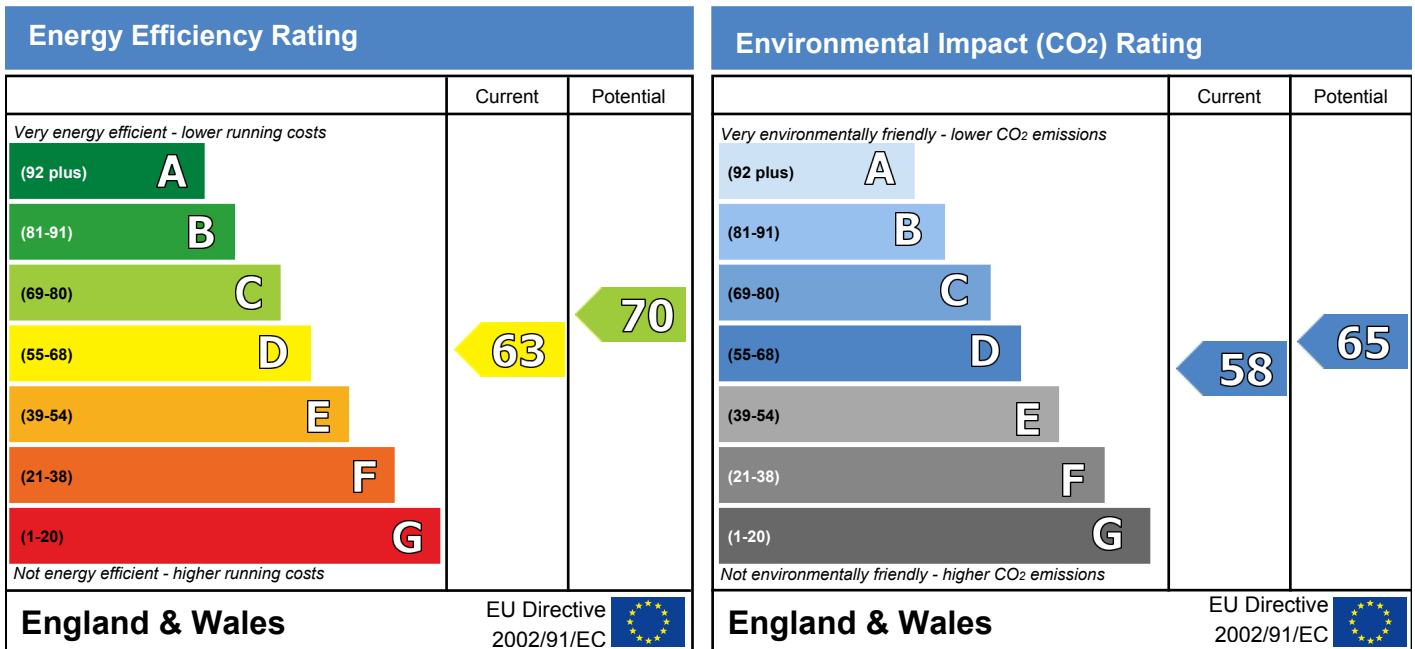 Energy Efficiency Rating
Current Potential
Very energy efficient - lower running costs
(92 plus) A
(81-91) B
(69-80) C
(55-68) D
(39-54) E
(21-38) F
(1-20) G
63
70
Not energy efficient - higher running costs
England & Wales
EU Directive
2002/91/EC
Environmental Impact (CO2) Rating
Current Potential
Very environmentally friendly - lower CO2 emissions
(92 plus) A
(81-91) B
(69-80) C
(55-68) D
(39-54) E
(21-38) F
(1-20) G
58
65
Not environmentally friendly - higher CO2 emissions
England & Wales
EU Directive
2002/91/EC